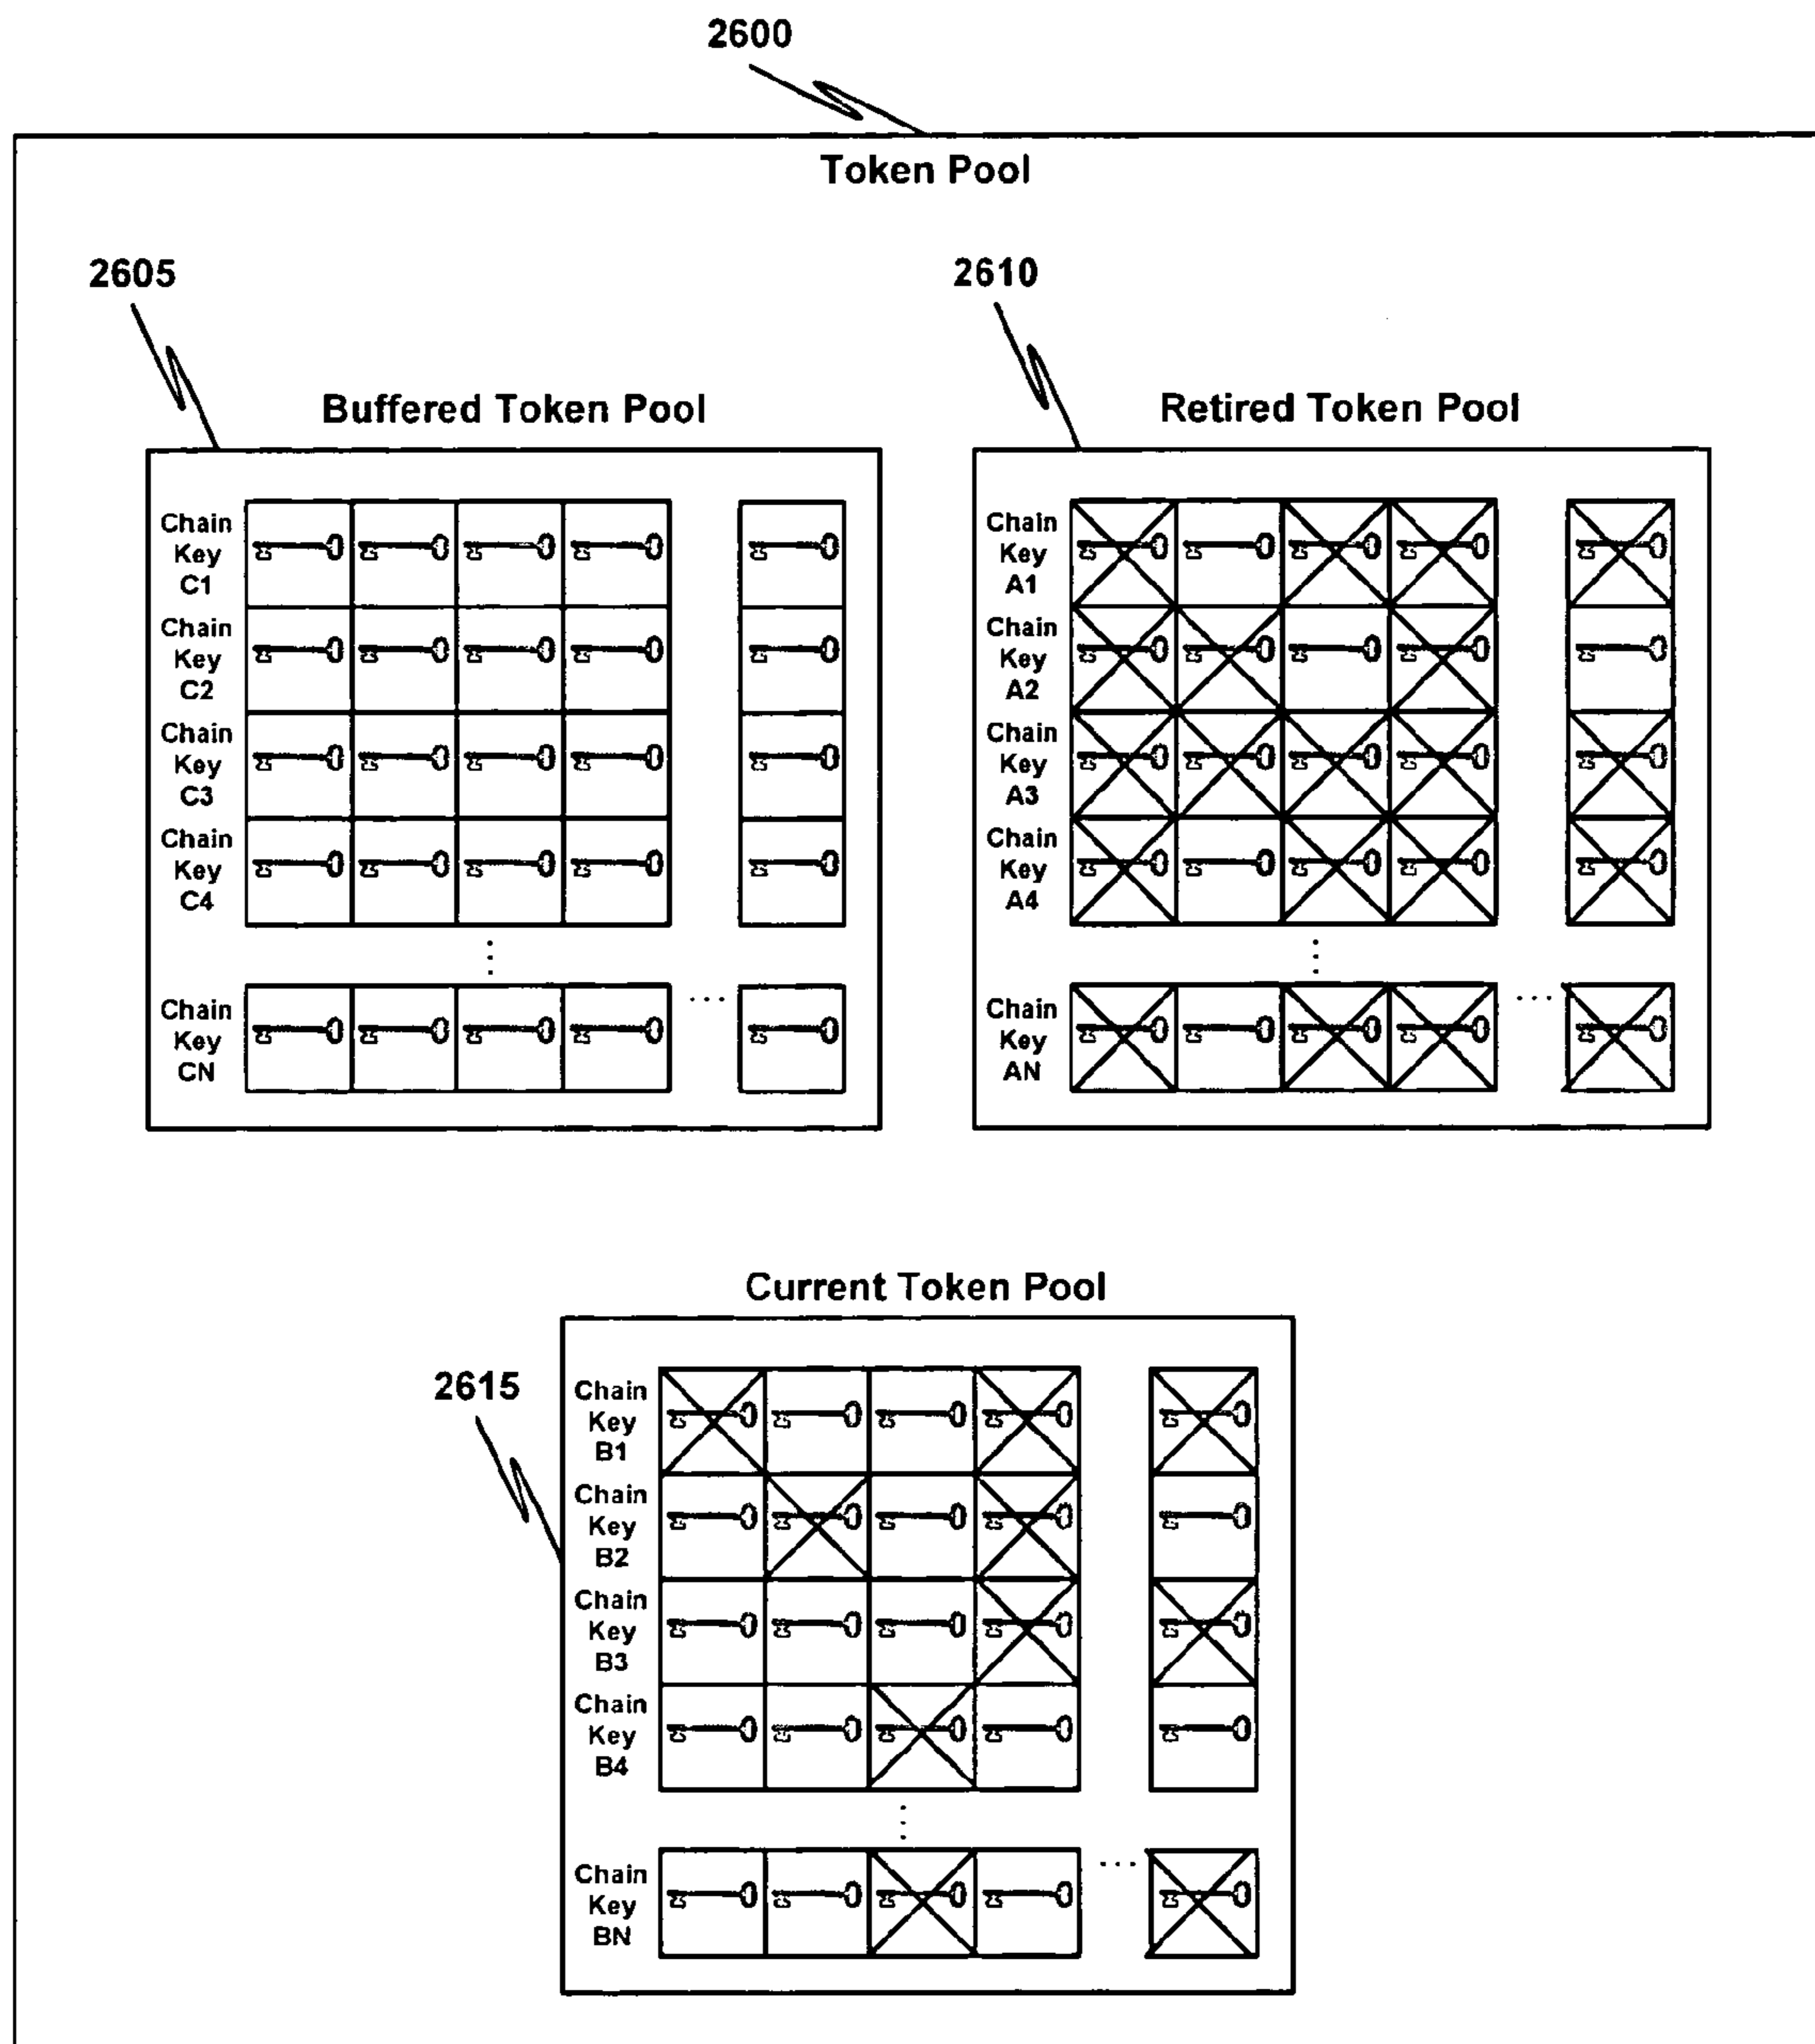 2600
Token Pool
2605
2610
Buffered Token Pool
Chain
Key
C1
Chain
Key
C2
Chain
Key
C3
Chain
Key
C4
⋮
Chain
Key
CN
...
Retired Token Pool
Chain
Key
A1
Chain
Key
A2
Chain
Key
A3
Chain
Key
A4
⋮
Chain
Key
AN
...
Current Token Pool
2615
Chain
Key
B1
Chain
Key
B2
Chain
Key
B3
Chain
Key
B4
⋮
Chain
Key
BN
...